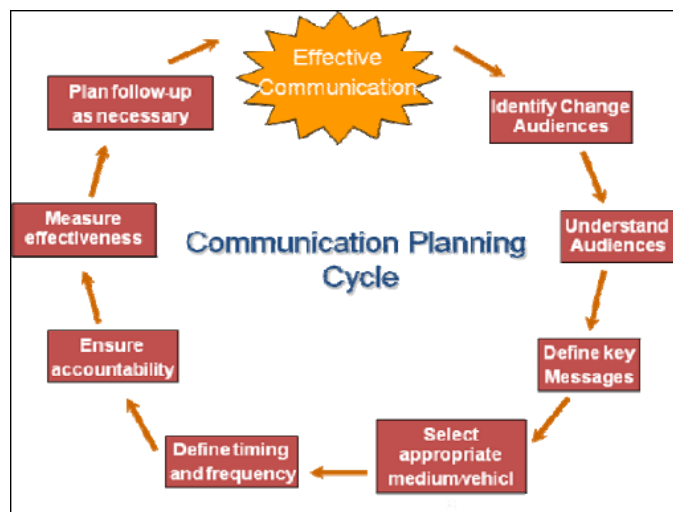 Effective
Communication
Identify Change
Audiences
Understand
Audiences
Define key
Messages
Select
appropriate
medium/vehicl
Define timing
and frequency
Ensure
accountability
Measure
effectiveness
Plan follow-up
as necessary
Communication Planning
Cycle